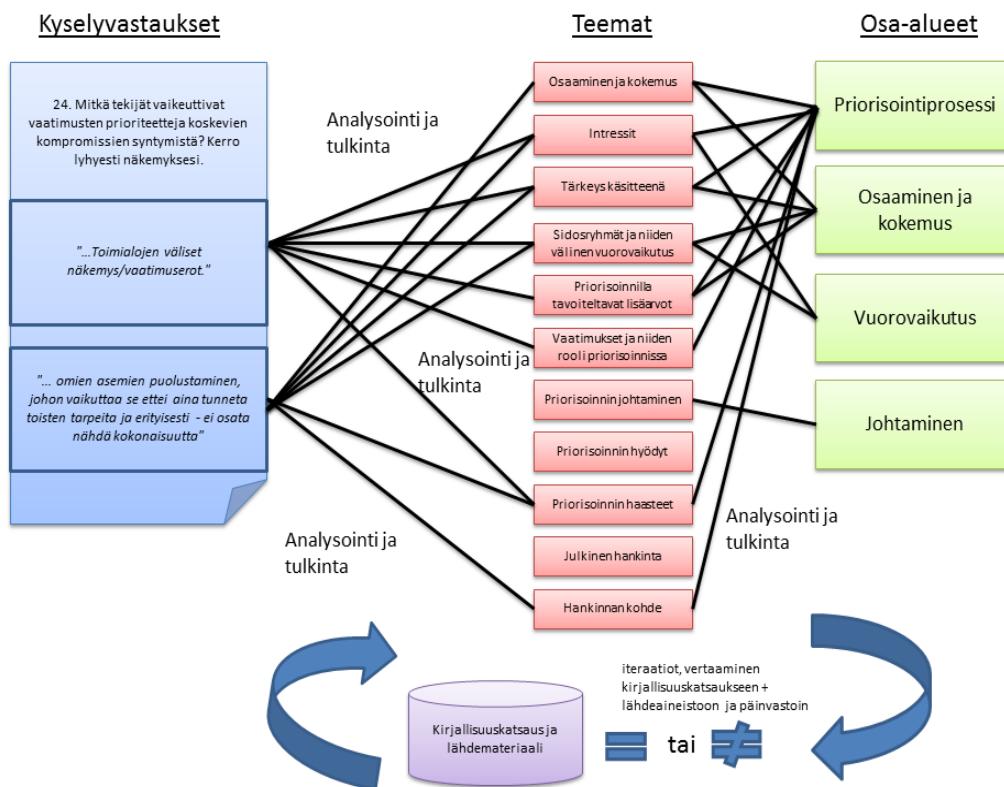 Kyselyvastaukset
24. Mitkä tekijät vaikeuttivat
vaatimusten prioriteetteja koskevien
kompromissien syntymistä? Kerro
lyhyesti näkemyksesi.
"...Toimialojen väliset
näkemys/vaatimuserot."
"... omien asemien puolustaminen,
johon vaikuttaa se ettei aina tunneta
toisten tarpeita ja erityisesti - ei osata
nähdä kokonaisuutta"
Analysointi ja
tulkinta
Analysointi ja
tulkinta
Analysointi ja
tulkinta
Teemat
Osaaminen ja kokemus
Intressit
Tärkeys käsitteenä
Sidosryhmät ja niiden
välinen vuorovaikutus
Priorisoinnilla
tavoiteltavat lisäarvot
Vaatimukset ja niiden
rooli priorisoinnissa
Priorisoinnin johtaminen
Priorisoinnin hyödyt
Priorisoinnin haasteet
Julkinen hankinta
Hankinnan kohde
Analysointi ja
tulkinta
Osa-alueet
Priorisointiprosessi
Osaaminen ja
kokemus
Vuorovaikutus
Johtaminen
Kirjallisuuskatsaus ja
lähdemateriaali
iteraatiot, vertaaminen
kirjallisuuskatsaukseen +
lähdeaineistoon ja päinvastoin
= tai ≠